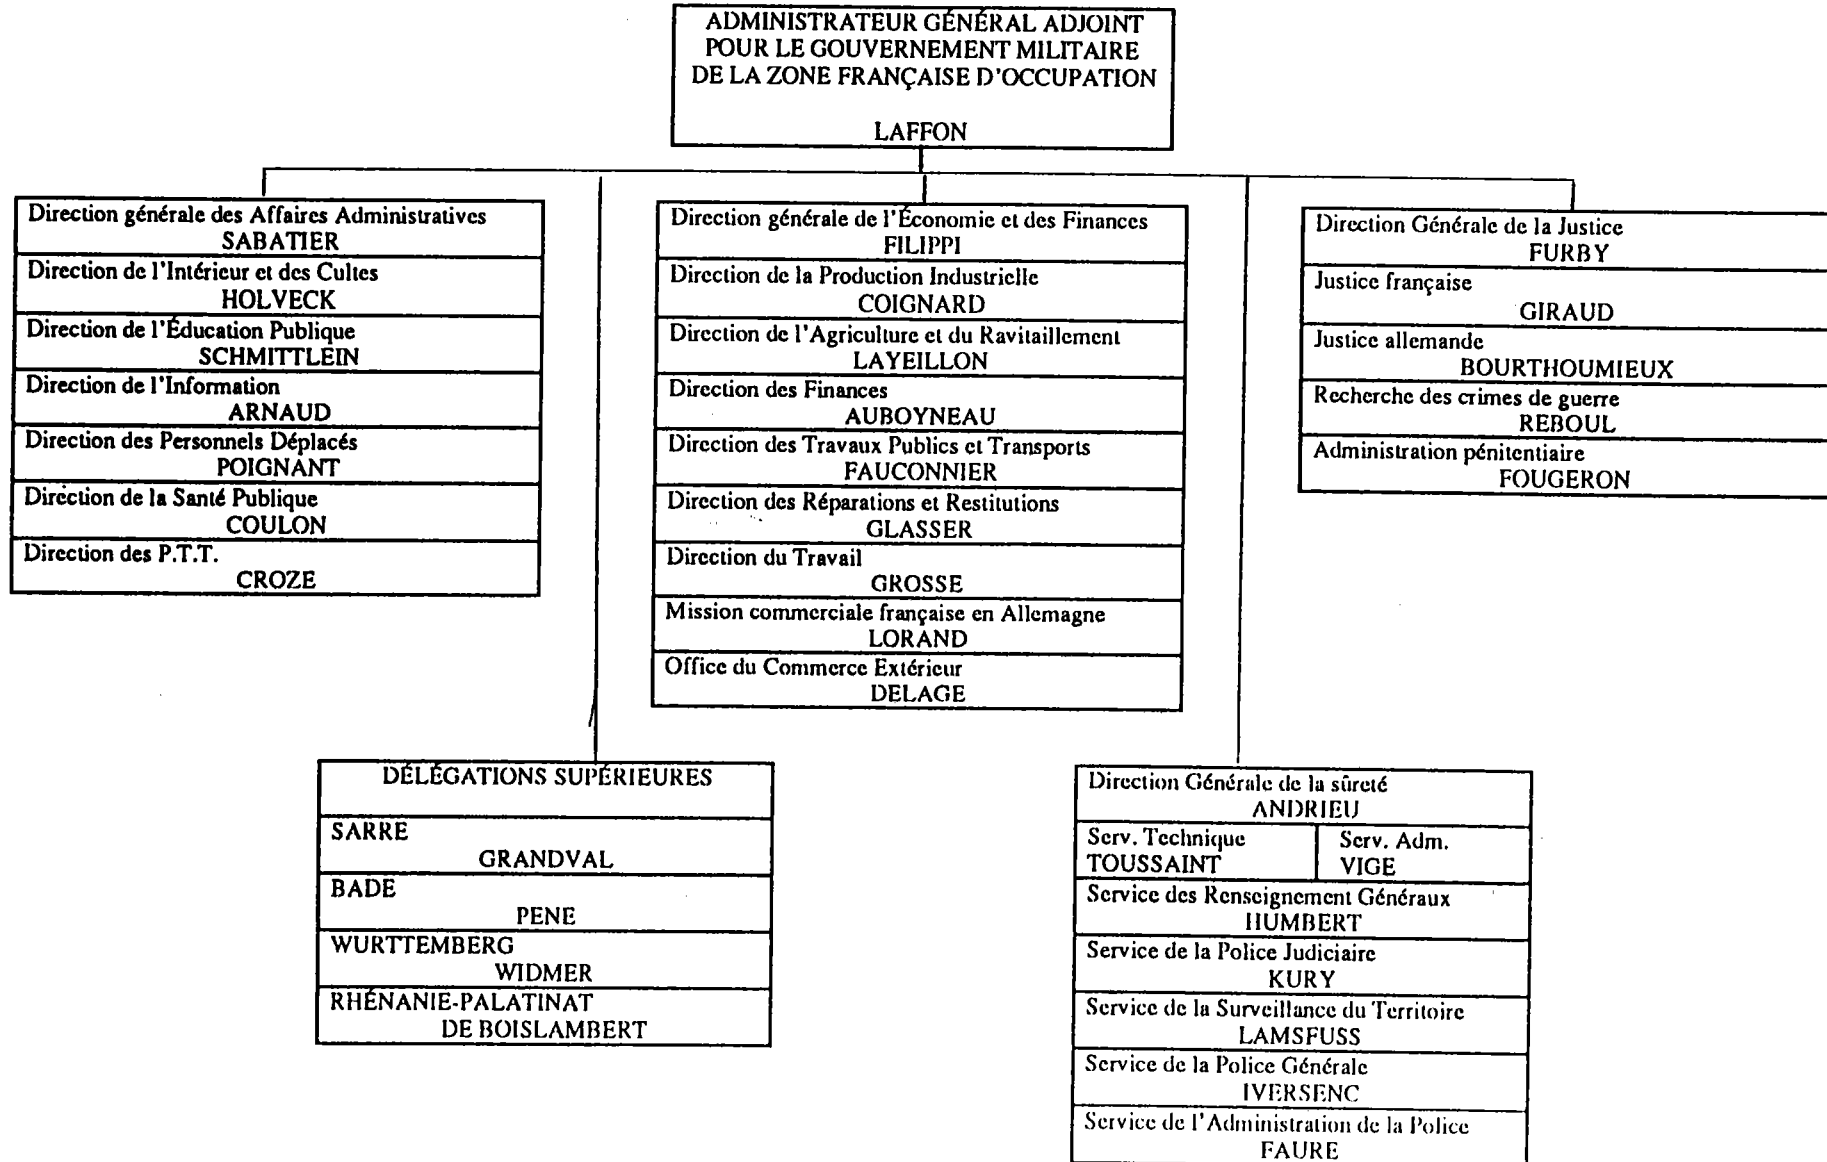 ADMINISTRATEUR GÉNÉRAL ADJOINT
POUR LE GOUVERNEMENT MILITAIRE
DE LA ZONE FRANÇAISE D'OCCUPATION
LAFFON
Direction générale des Affaires Administratives
SABATIER
Direction de l'Intérieur et des Cultes
HOLVECK
Direction de l'Éducation Publique
SCHMITTLEIN
Direction de l'Information
ARNAUD
Direction des Personnels Déplacés
POIGNANT
Direction de la Santé Publique
COULON
Direction des P.T.T.
CROZE
Direction générale de l'Économie et des Finances
FILIPPI
Direction de la Production Industrielle
COIGNARD
Direction de l'Agriculture et du Ravitaillement
LAYEILLON
Direction des Finances
AUBOYNEAU
Direction des Travaux Publics et Transports
FAUCONNIER
Direction des Réparations et Restitutions
GLASSER
Direction du Travail
GROSSE
Mission commerciale française en Allemagne
LORAND
Office du Commerce Extérieur
DELAGE
Direction Générale de la Justice
FURBY
Justice française
GIRAUD
Justice allemande
BOURTHOUMIEUX
Recherche des crimes de guerre
REBOUL
Administration pénitentiaire
FOUGERON
DÉLÉGATIONS SUPÉRIEURES
SARRE
GRANDVAL
BADE
PENE
WURTTEMBERG
WIDMER
RHÉNANIE-PALATINAT
DE BOISLAMBERT
Direction Générale de la sûreté
ANDRIEU
Serv. Technique
TOUSSAINT
Serv. Adm.
VIGE
Service des Renseignement Généraux
HUMBERT
Service de la Police Judiciaire
KURY
Service de la Surveillance du Territoire
LAMSFUSS
Service de la Police Générale
IVERSENC
Service de l'Administration de la Police
FAURE